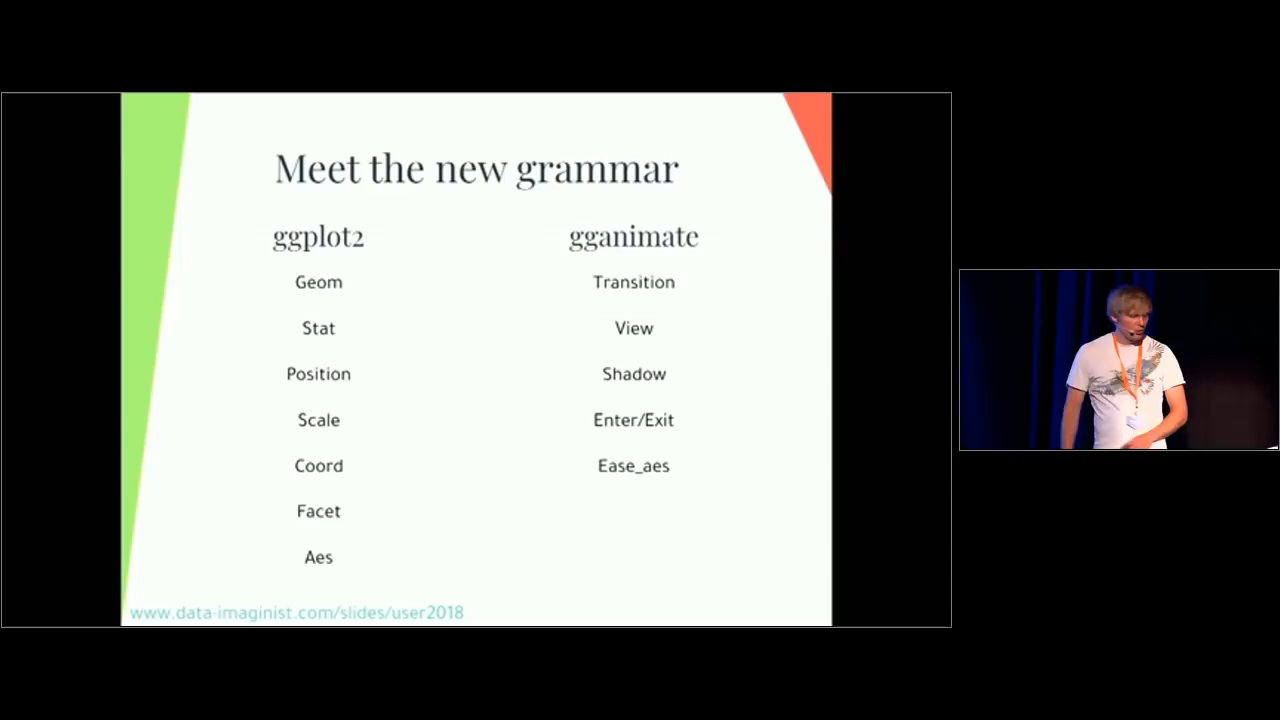 Meet the new grammar
ggplot2
Geom
Stat
Position
Scale
Coord
Facet
Aes
gganimate
Transition
View
Shadow
Enter/Exit
Ease_aes
www.data-imaginist.com/slides/user2018